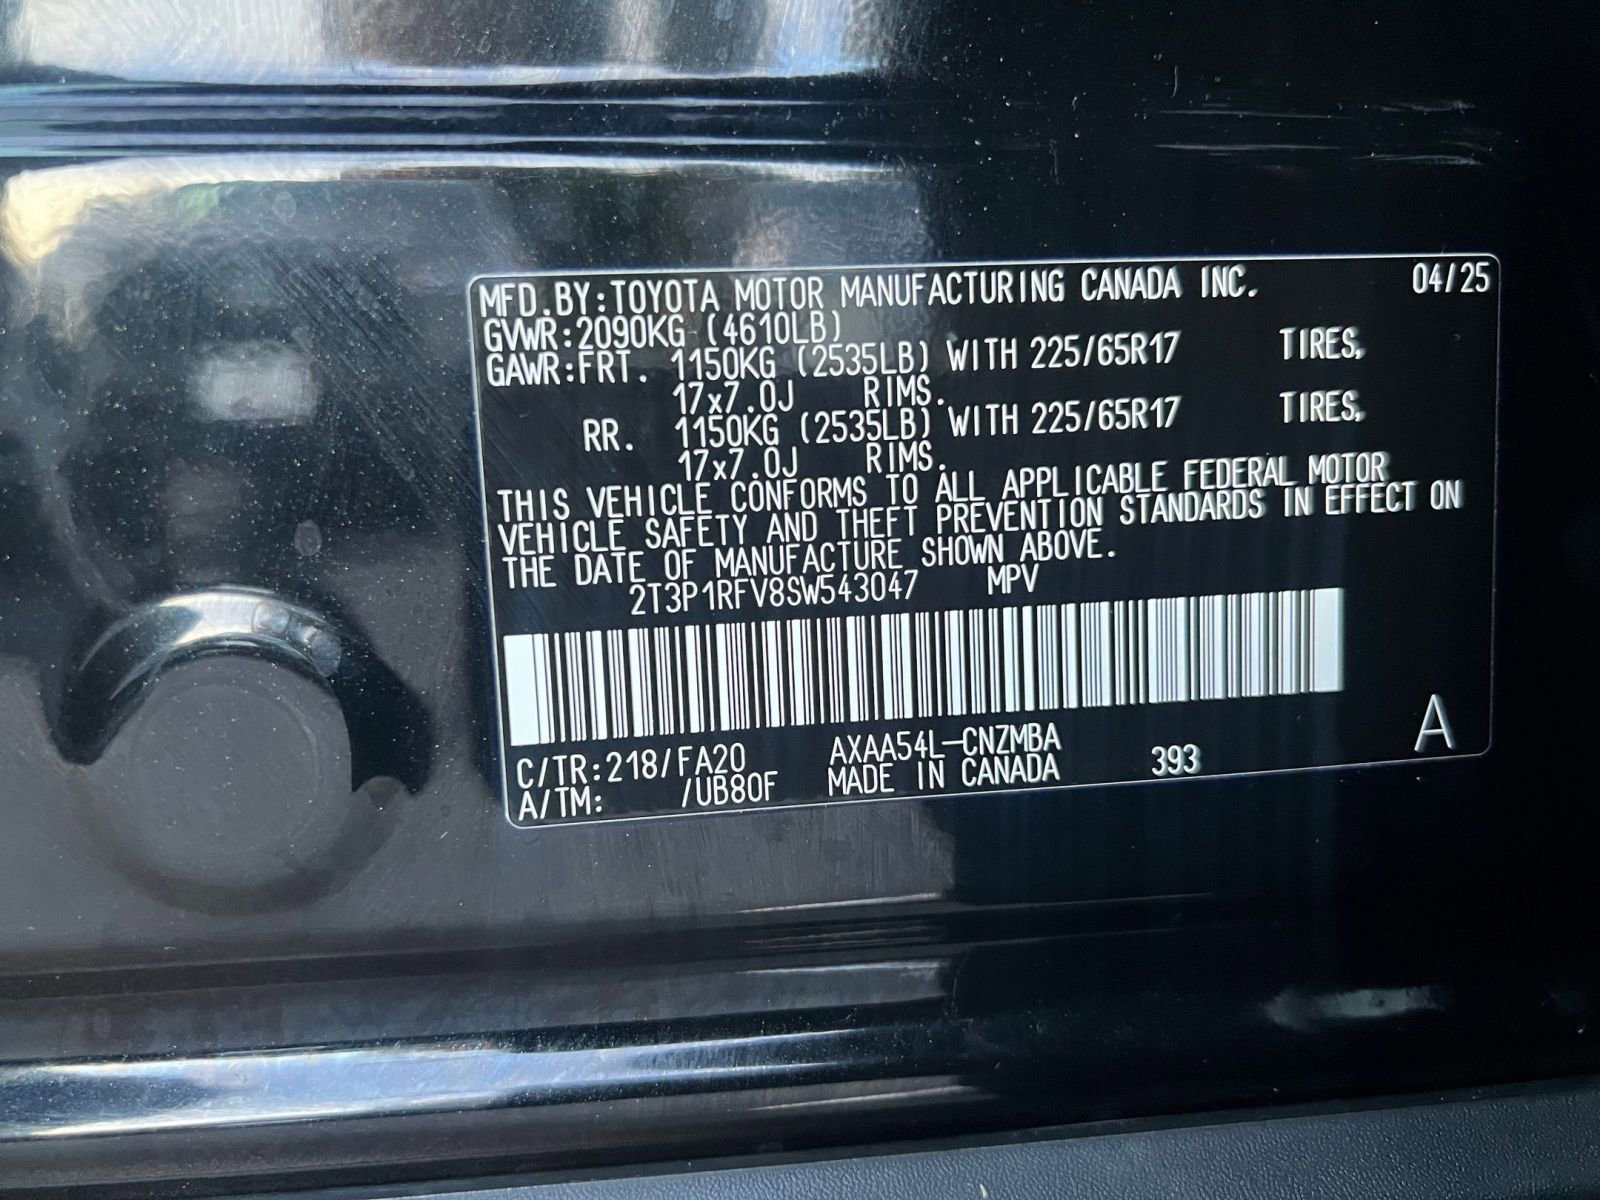 MFD.BY:TOYOTA MOTOR MANUFACTURING CANADA INC. 04/25
GVWR:2090KG (4610LB)
GAWR:FRT. 1150KG (2535LB) WITH 225/65R17 TIRES,
17x7.0J RIMS.
RR. 1150KG (2535LB) WITH 225/65R17 TIRES,
17x7.0J RIMS.
THIS VEHICLE CONFORMS TO ALL APPLICABLE FEDERAL MOTOR
VEHICLE SAFETY AND THEFT PREVENTION STANDARDS IN EFFECT ON
THE DATE OF MANUFACTURE SHOWN ABOVE.
2T3P1RFV8SW543047 MPV
C/TR:218/FA20 AXAA54L-CNZMBA 393 A
A/TM: /UB80F MADE IN CANADA